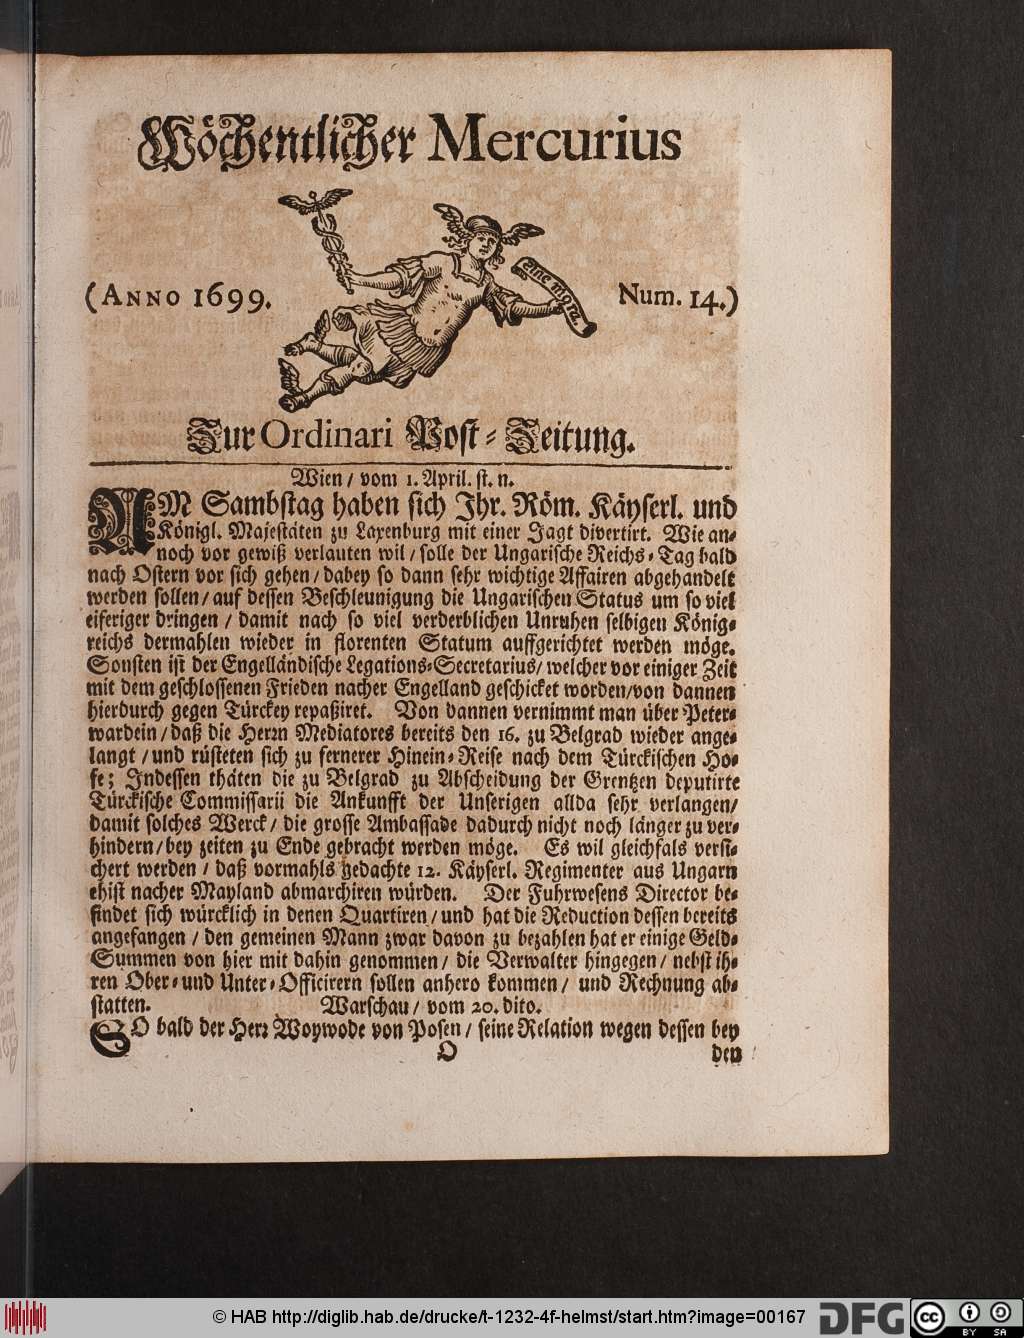 Wöchentlicher Mercurius
(ANNO 1699.
sine mora.
Num. 14.)
Zur Ordinari Post-Zeitung.
Wien / vom 1. April. st. n.
AM Sambstag haben sich Ihr. Röm. Käyserl. und
Königl. Majestäten zu Laxenburg mit einer Jagt divertirt. Wie an-
noch vor gewiß verlauten wil / solle der Ungarische Reichs-Tag bald
nach Ostern vor sich gehen / dabey so dann sehr wichtige Affairen abgehandelt
werden sollen / auf dessen Beschleunigung die Ungarischen Status um so viel
eiferiger dringen / damit nach so viel verderblichen Unruhen selbigen König-
reichs dermahlen wieder in florenten Statum auffgerichtet werden möge.
Sonsten ist der Engelländische Legations-Secretarius / welcher vor einiger Zeit
mit dem geschlossenen Frieden nacher Engelland geschicket worden / von dannen
hierdurch gegen Türckey repaßiret. Von dannen vernimmt man über Peter-
wardein / daß die Herrn Mediatores bereits den 16. zu Belgrad wieder ange-
langt / und rüsteten sich zu fernerer Hinein-Reise nach dem Türckischen Ho-
fe; Indessen thäten die zu Belgrad zu Abscheidung der Grentzen deputirte
Türckische Commissarii die Ankunfft der Unserigen allda sehr verlangen /
damit solches Werck / die grosse Ambassade dadurch nicht noch länger zu ver-
hindern / bey zeiten zu Ende gebracht werden möge. Es wil gleichfals versi-
chert werden / daß vormahls gedachte 12. Käyserl. Regimenter aus Ungarn
ehist nacher Mayland abmarchiren würden. Der Fuhrwesens Director be-
findet sich würcklich in denen Quartiren / und hat die Reduction dessen bereits
angefangen / den gemeinen Mann zwar davon zu bezahlen hat er einige Geld-
Summen von hier mit dahin genommen / die Verwalter hingegen / nebst ih-
ren Ober- und Unter-Officirern sollen anhero kommen / und Rechnung ab-
statten. Warschau / vom 20. dito.
SO bald der Herr Woywode von Posen / seine Relation wegen dessen bey
O den
© HAB http://diglib.hab.de/drucke/t-1232-4f-helmst/start.htm?image=00167
DFG
cc BY SA